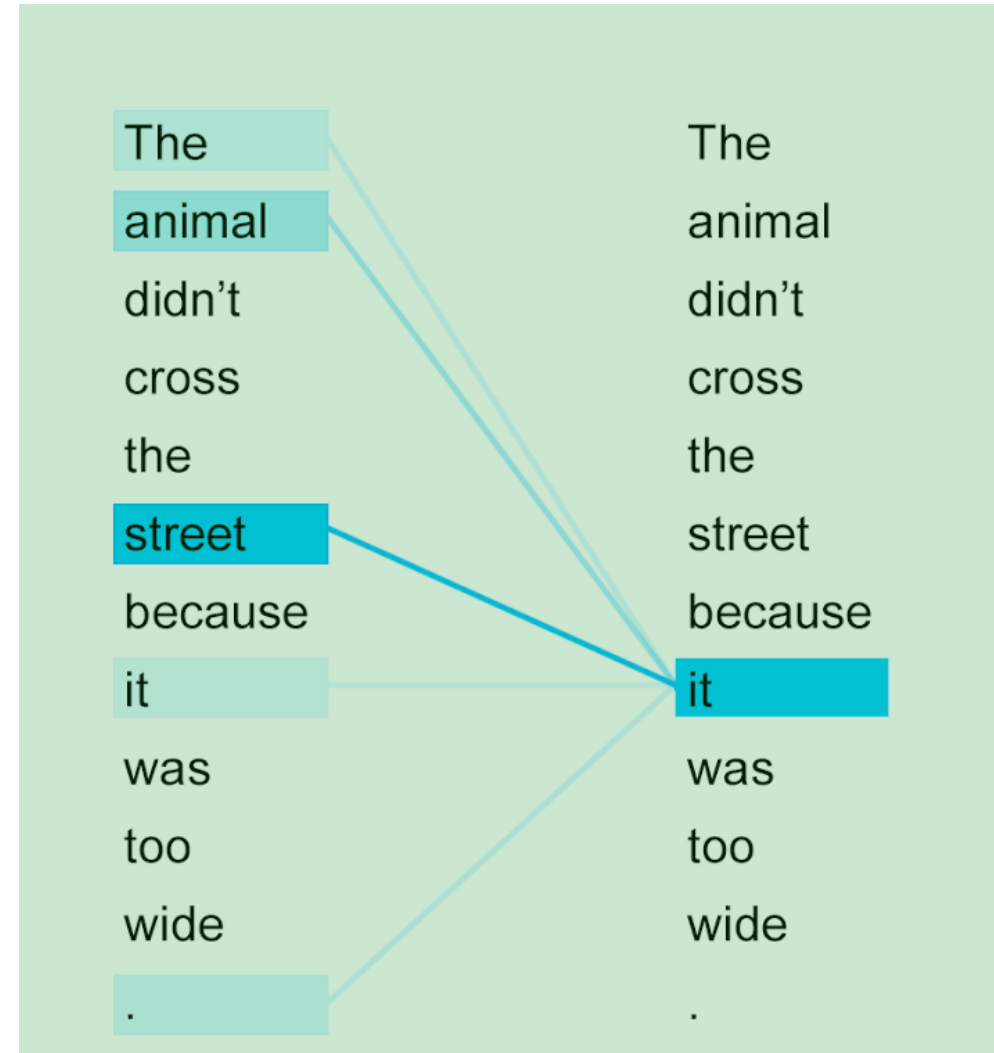 The The
animal animal
didn’t didn’t
cross cross
the the
street street
because because
it it
was was
too too
wide wide
. .